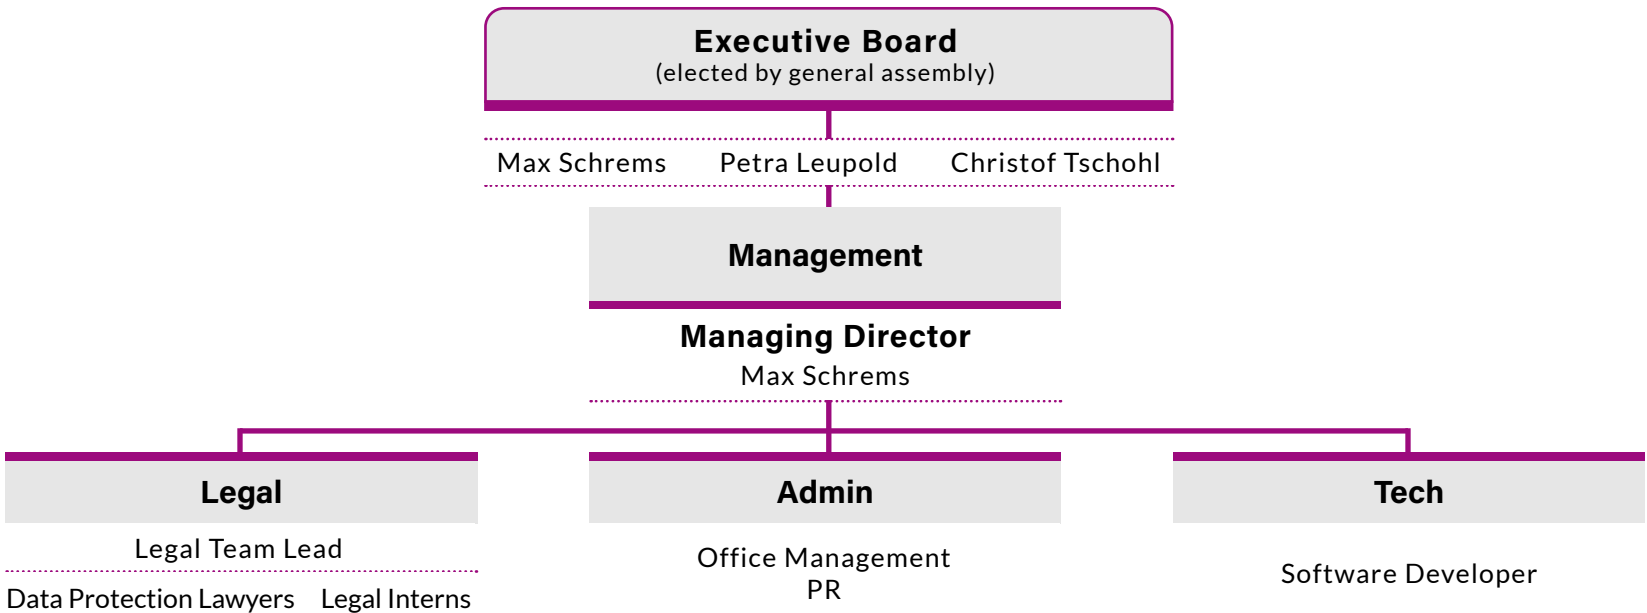 Executive Board
(elected by general assembly)
Max Schrems Petra Leupold Christof Tschohl
Management
Managing Director
Max Schrems
Legal Admin Tech
Legal Team Lead
Data Protection Lawyers Legal Interns
Office Management
PR
Software Developer